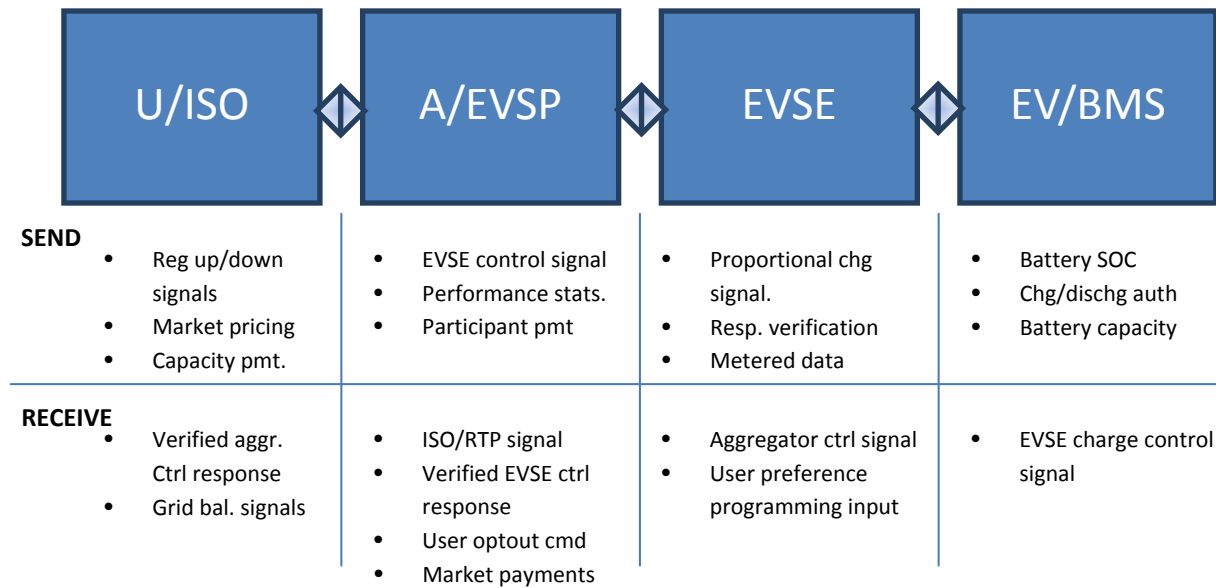 U/ISO
A/EVSP
EVSE
EV/BMS
SEND
• Reg up/down
signals
• Market pricing
• Capacity pmt.
• EVSE control signal
• Performance stats.
• Participant pmt
• Proportional chg
signal.
• Resp. verification
• Metered data
• Battery SOC
• Chg/dischg auth
• Battery capacity
RECEIVE
• Verified aggr.
Ctrl response
• Grid bal. signals
• ISO/RTP signal
• Verified EVSE ctrl
response
• User optout cmd
• Market payments
• Aggregator ctrl signal
• User preference
programming input
• EVSE charge control
signal